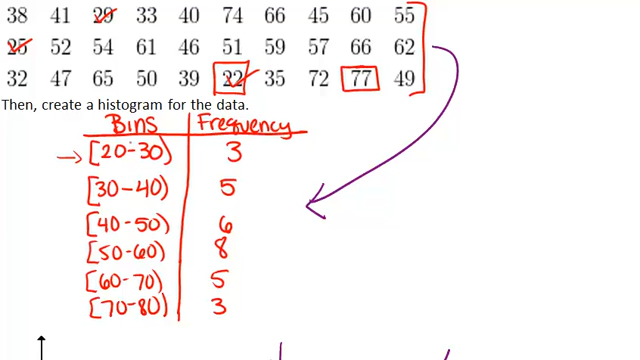 38 41 29 33 40 74 66 45 60 55
25 52 54 61 46 51 59 57 66 62
32 47 65 50 39 22 35 72 77 49
Then, create a histogram for the data.
Bins Frequency
[20-30) 3
[30-40) 5
[40-50) 6
[50-60) 8
[60-70) 5
[70-80) 3